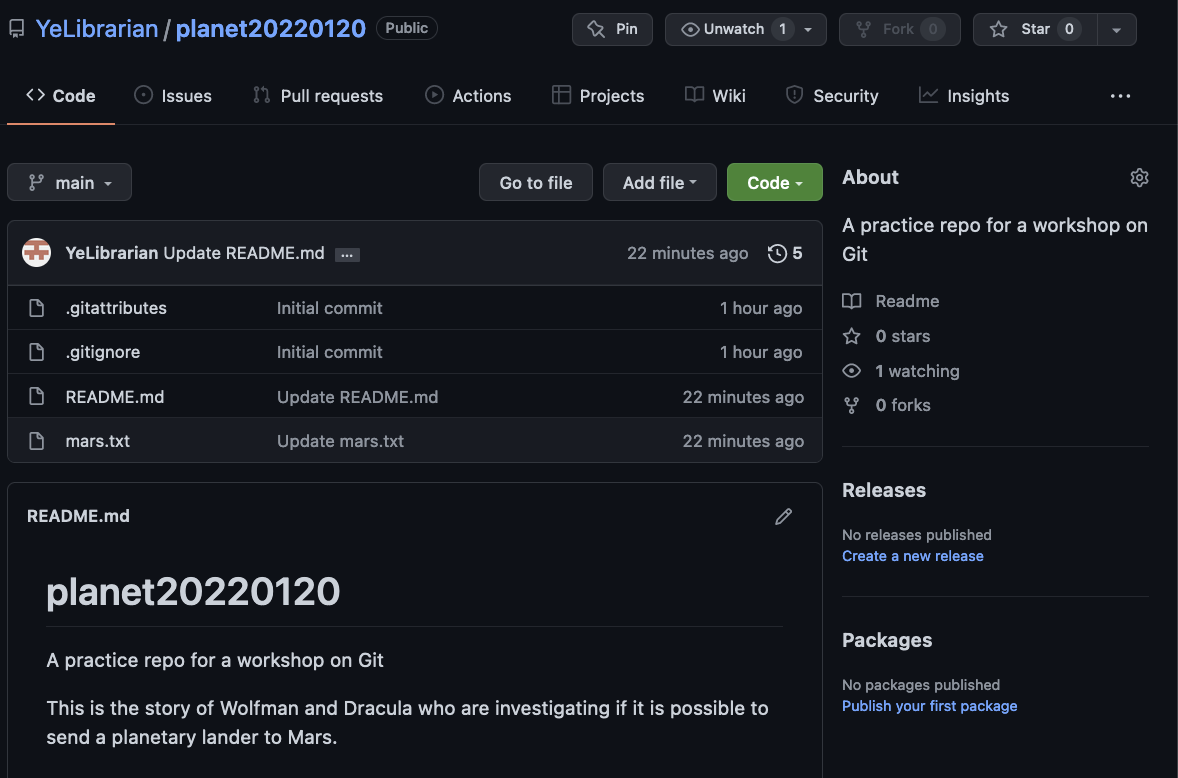 YeLibrarian / planet20220120 Public Pin Unwatch 1 Fork 0 Star 0
Code Issues Pull requests Actions Projects Wiki Security Insights ...
main Go to file Add file Code
YeLibrarian Update README.md ... 22 minutes ago 5
.gitattributes Initial commit 1 hour ago
.gitignore Initial commit 1 hour ago
README.md Update README.md 22 minutes ago
mars.txt Update mars.txt 22 minutes ago
README.md
planet20220120
A practice repo for a workshop on Git
This is the story of Wolfman and Dracula who are investigating if it is possible to
send a planetary lander to Mars.
About
A practice repo for a workshop on
Git
Readme
0 stars
1 watching
0 forks
Releases
No releases published
Create a new release
Packages
No packages published
Publish your first package